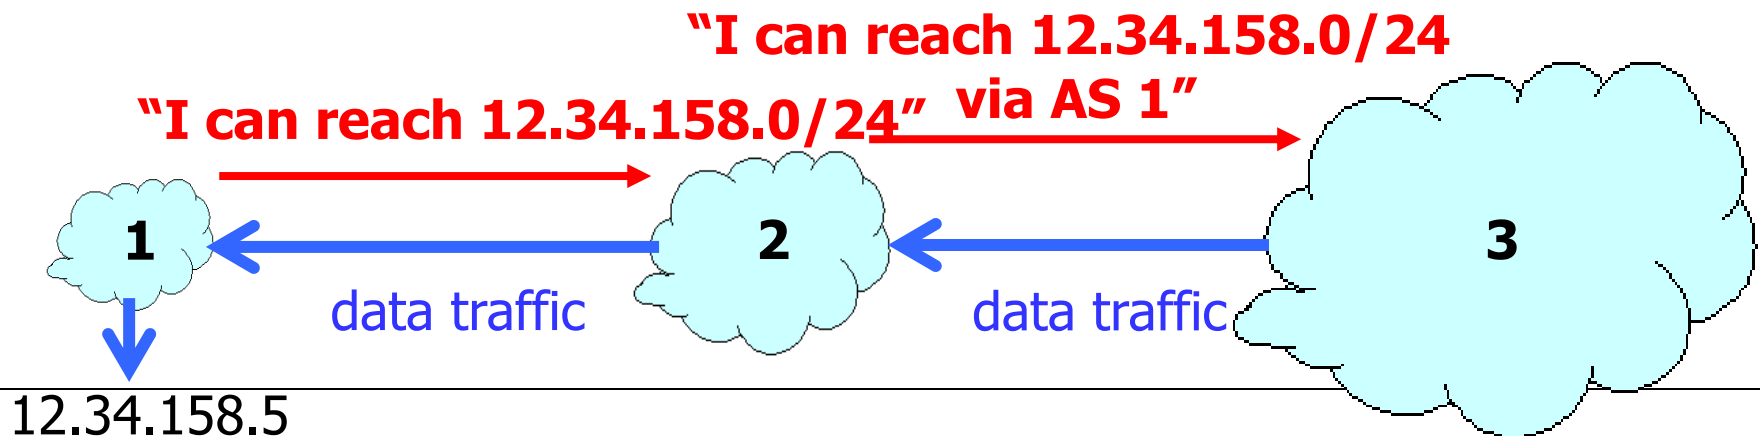 “I can reach 12.34.158.0/24
via AS 1”
“I can reach 12.34.158.0/24”
1
2
3
data traffic
data traffic
12.34.158.5